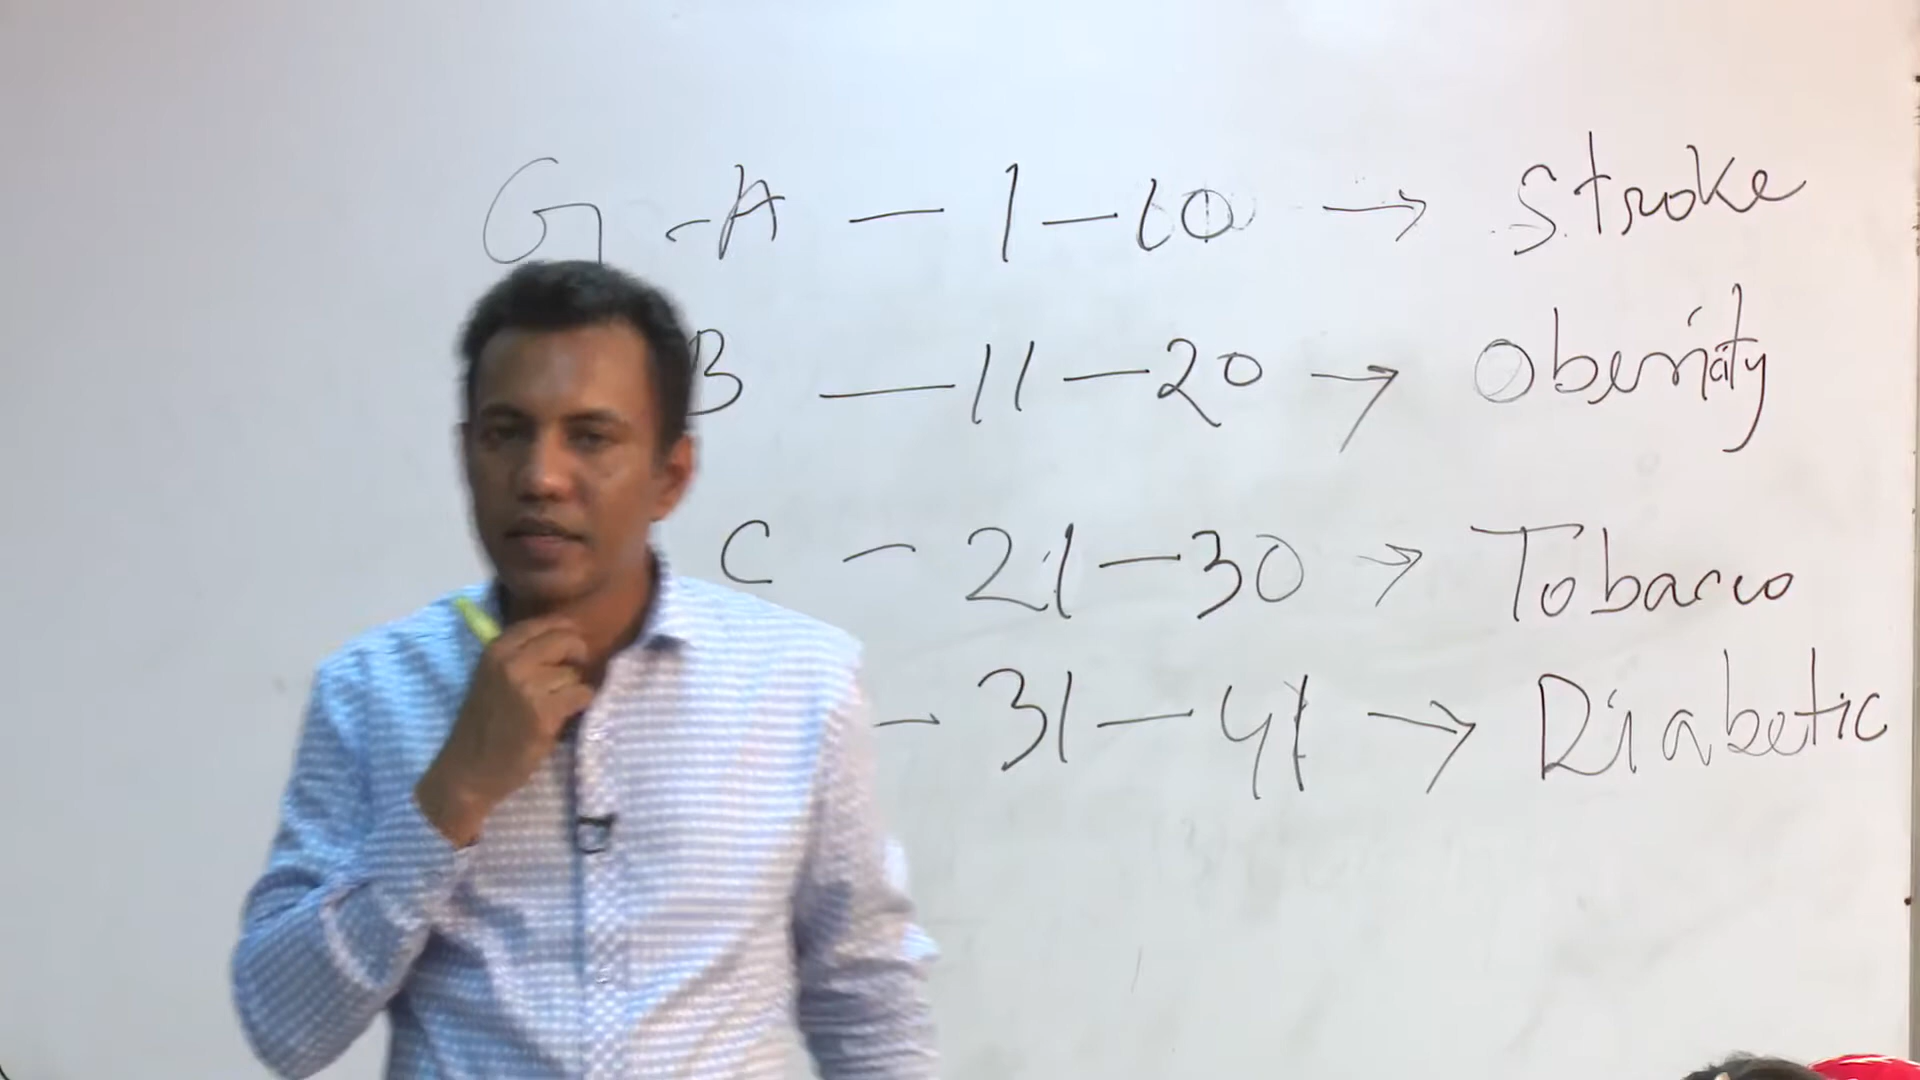 G-A — 1 — 10 → Stroke
B — 11 — 20 → Obesity
C — 21 — 30 → Tobacco
— 31 — 41 → Diabetic